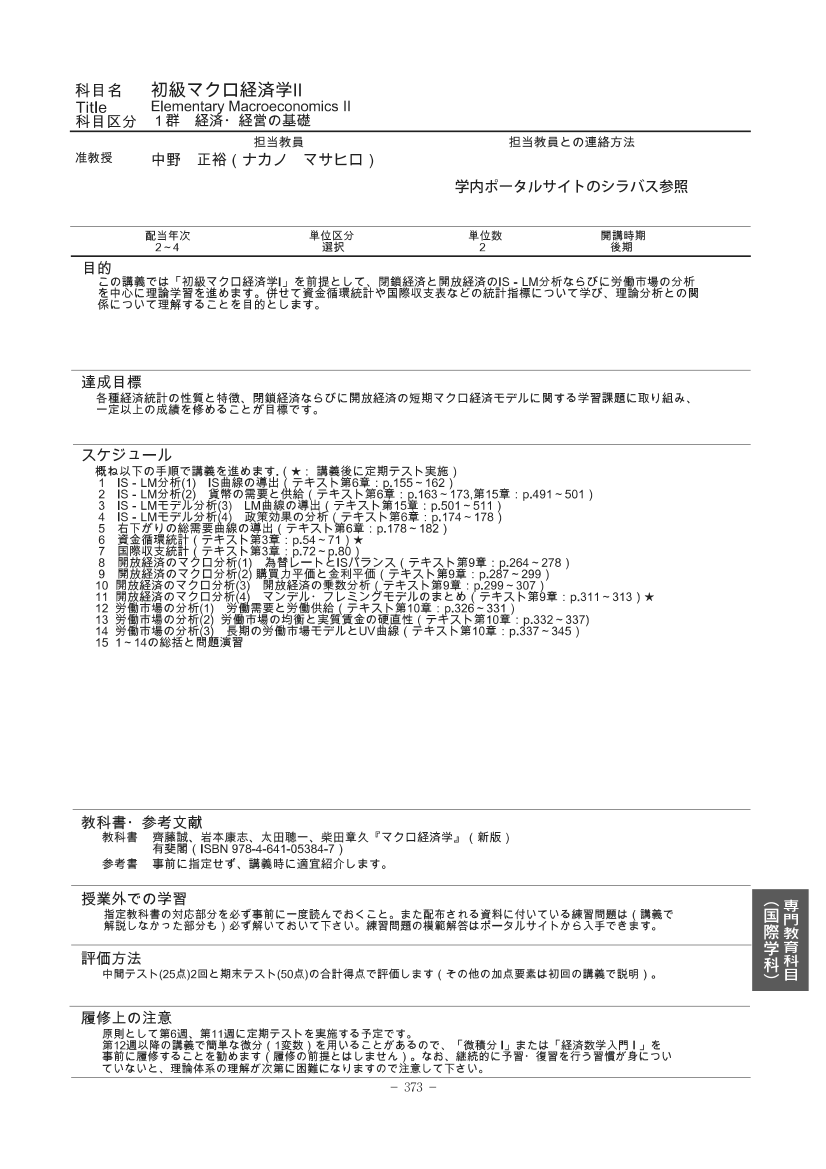 科目名 初級マクロ経済学II
Title Elementary Macroeconomics II
科目区分 1群 経済・経営の基礎
担当教員 担当教員との連絡方法
准教授 中野 正裕(ナカノ マサヒロ)
学内ポータルサイトのシラバス参照
配当年次 単位区分 単位数 開講時期
2~4 選択 2 後期
目的
この講義では「初級マクロ経済学I」を前提として、閉鎖経済と開放経済のIS-LM分析ならびに労働市場の分析
を中心に理論学習を進めます。併せて資金循環統計や国際収支表などの統計指標について学び、理論分析との関
係について理解することを目的とします。
達成目標
各種経済統計の性質と特徴、閉鎖経済ならびに開放経済の短期マクロ経済モデルに関する学習課題に取り組み、
一定以上の成績を修めることが目標です。
スケジュール
概ね以下の手順で講義を進めます.(★:講義後に定期テスト実施)
1 IS-LM分析(1) IS曲線の導出(テキスト第6章:p.155~162)
2 IS-LM分析(2) 貨幣の需要と供給(テキスト第6章:p.163~173,第15章:p.491~501)
3 IS-LMモデル分析(3) LM曲線の導出(テキスト第15章:p.501~511)
4 IS-LMモデル分析(4) 政策効果の分析(テキスト第6章:p.174~178)
5 右下がりの総需要曲線の導出(テキスト第6章:p.178~182)
6 資金循環統計(テキスト第3章:p.54~71)★
7 国際収支統計(テキスト第3章:p.72~p.80)
8 開放経済のマクロ分析(1) 為替レートとISバランス(テキスト第9章:p.264~278)
9 開放経済のマクロ分析(2) 購買力平価と金利平価(テキスト第9章:p.287~299)
10 開放経済のマクロ分析(3) 開放経済の乗数分析(テキスト第9章:p.299~307)
11 開放経済のマクロ分析(4) マンデル・フレミングモデルのまとめ(テキスト第9章:p.311~313)★
12 労働市場の分析(1) 労働需要と労働供給(テキスト第10章:p.326~331)
13 労働市場の分析(2) 労働市場の均衡と実質賃金の硬直性(テキスト第10章:p.332~337)
14 労働市場の分析(3) 長期の労働市場モデルとUV曲線(テキスト第10章:p.337~345)
15 1~14の総括と問題演習
教科書・参考文献
教科書 齊藤誠、岩本康志、太田聰一、柴田章久『マクロ経済学』(新版)
有斐閣(ISBN 978-4-641-05384-7)
参考書 事前に指定せず、講義時に適宜紹介します。
授業外での学習
指定教科書の対応部分を必ず事前に一度読んでおくこと。また配布される資料に付いている練習問題は(講義で
解説しなかった部分も)必ず解いておいて下さい。練習問題の模範解答はポータルサイトから入手できます。
専門教育科目
(国際学科)
評価方法
中間テスト(25点)2回と期末テスト(50点)の合計得点で評価します(その他の加点要素は初回の講義で説明)。
履修上の注意
原則として第6週、第11週に定期テストを実施する予定です。
第12週以降の講義で簡単な微分(1変数)を用いることがあるので、「微積分Ⅰ」または「経済数学入門Ⅰ」を
事前に履修することを勧めます(履修の前提とはしません)。なお、継続的に予習・復習を行う習慣が身につい
ていないと、理論体系の理解が次第に困難になりますので注意して下さい。
- 373 -